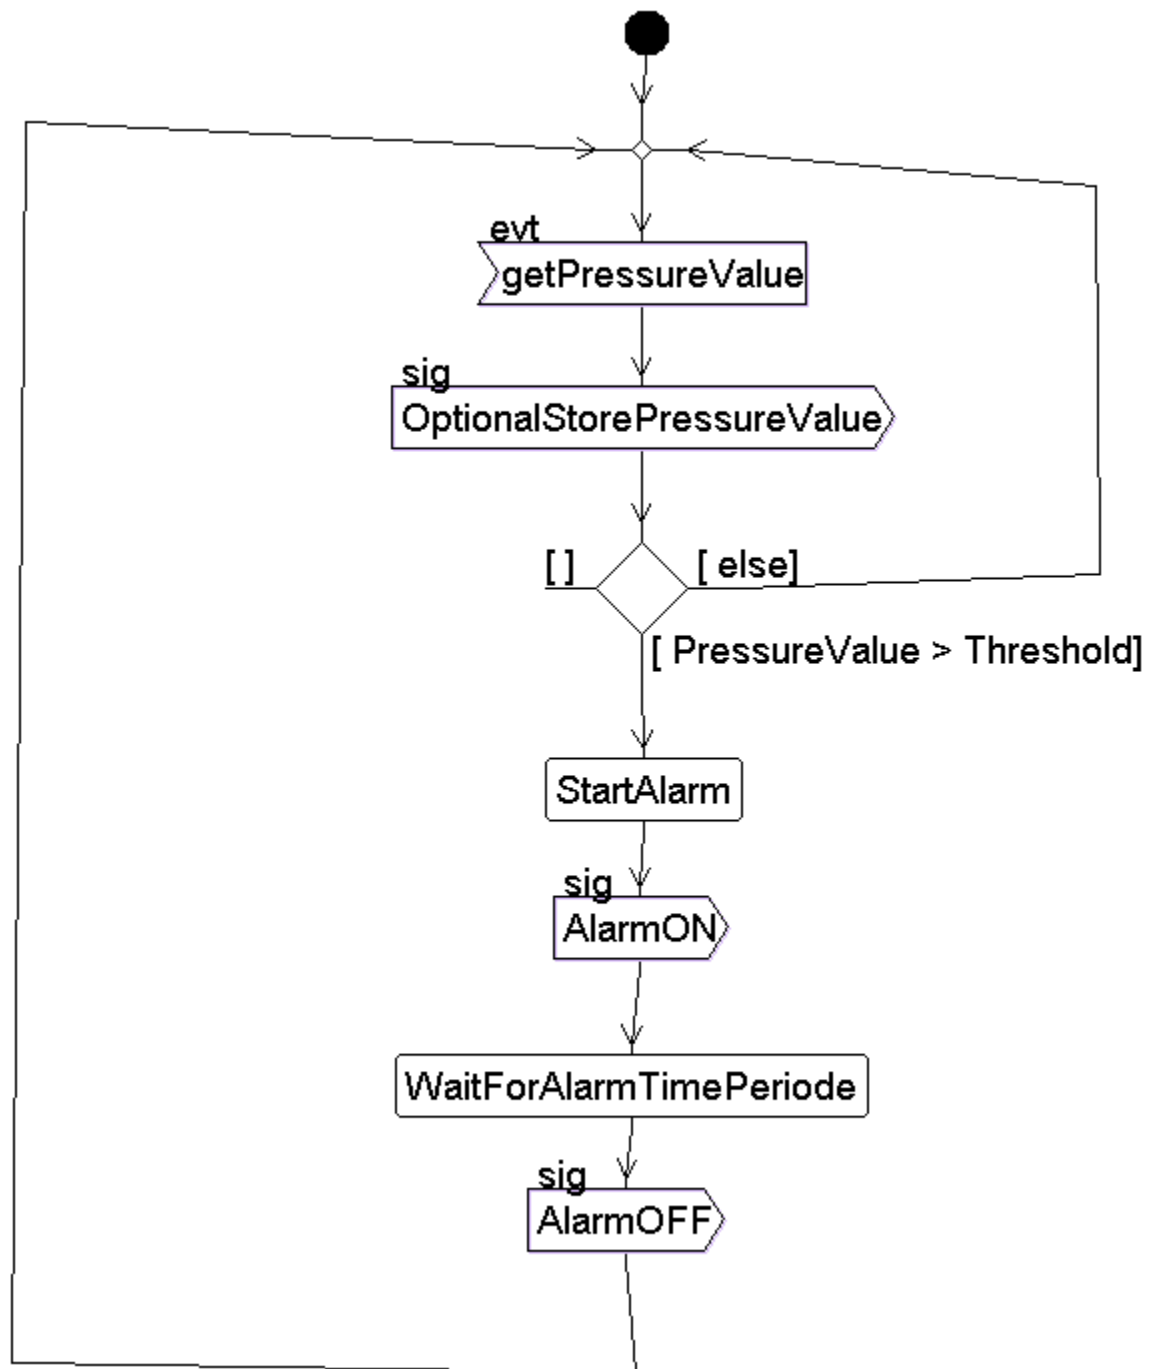 evt
getPressureValue
sig
OptionalStorePressureValue
[ ]
[ else]
[ PressureValue > Threshold]
StartAlarm
sig
AlarmON
WaitForAlarmTimePeriode
sig
AlarmOFF